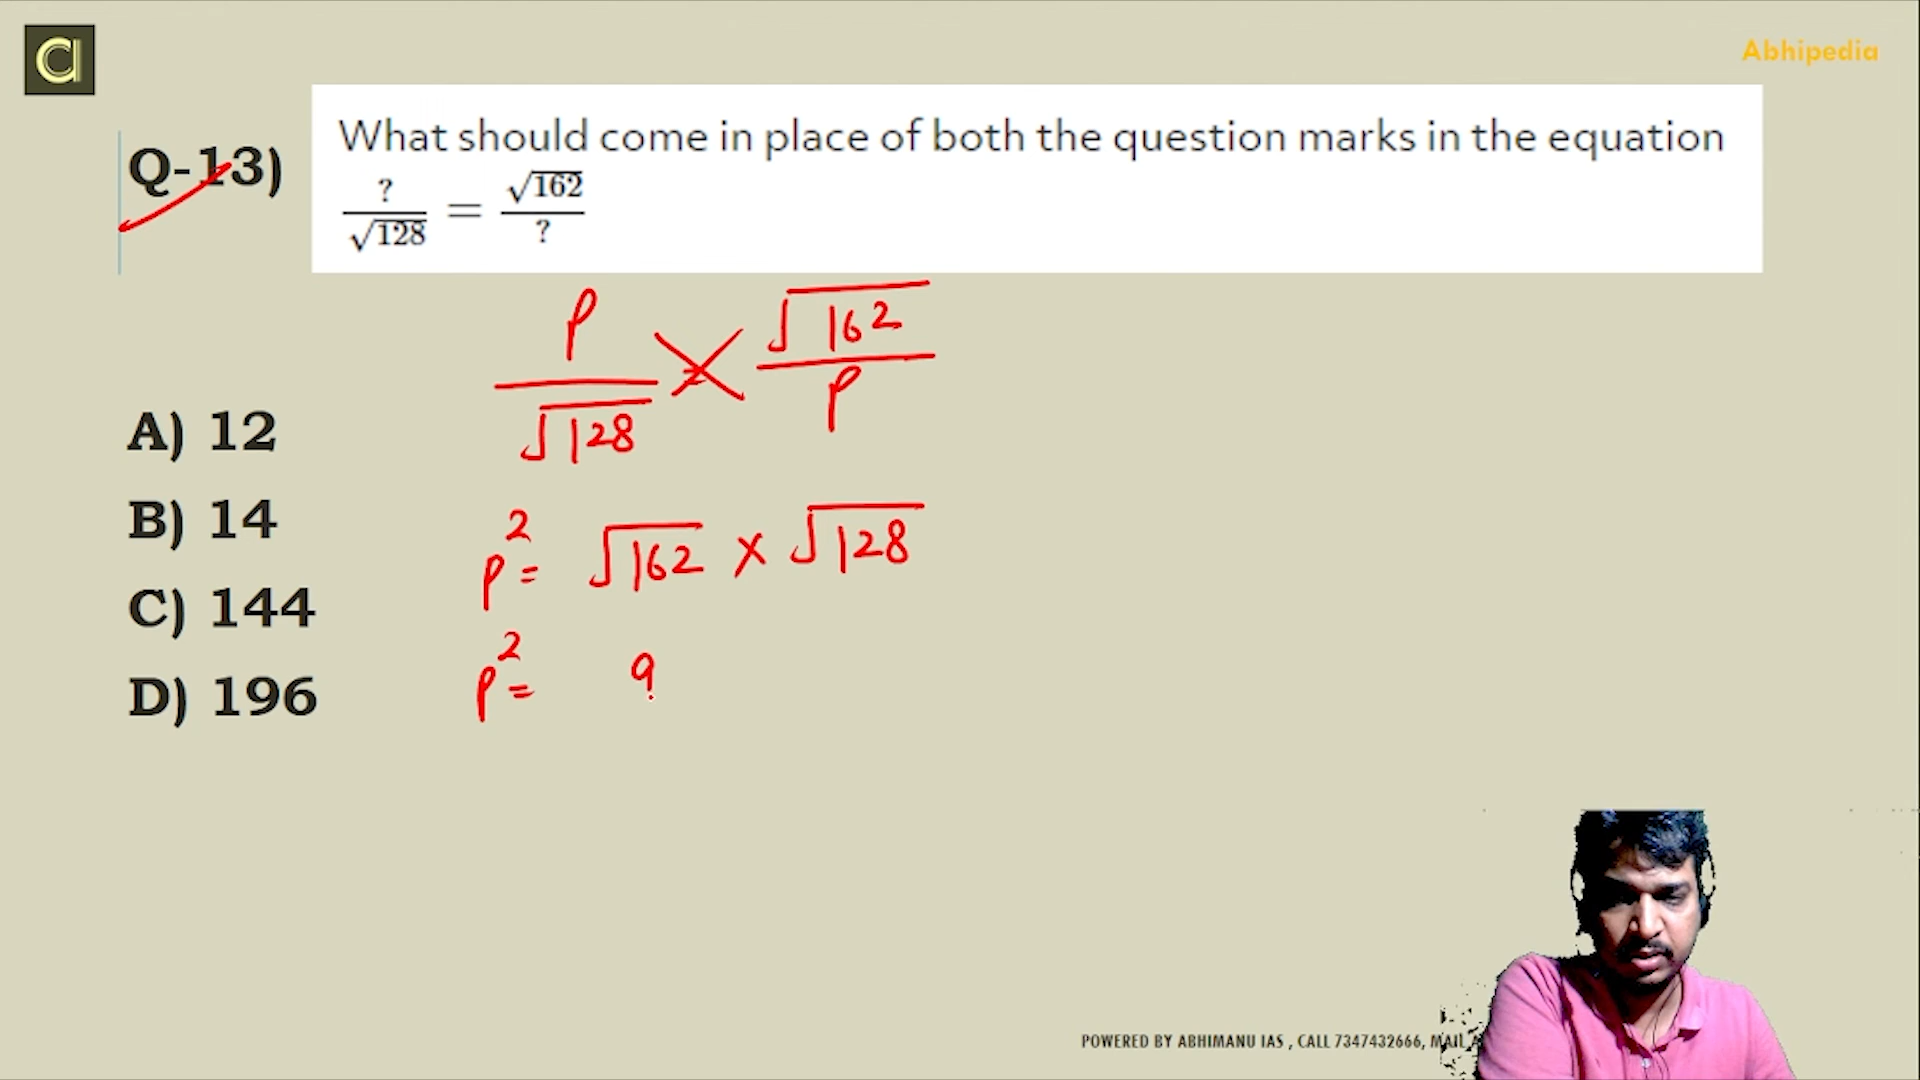 Abhipedia
Q-13)
What should come in place of both the question marks in the equation
?/√128 = √162/?
P/√128 = √162/P
A) 12
B) 14
C) 144
D) 196
P² = √162 × √128
P² = 9
POWERED BY ABHIMANU IAS , CALL 7347432666, MAIL